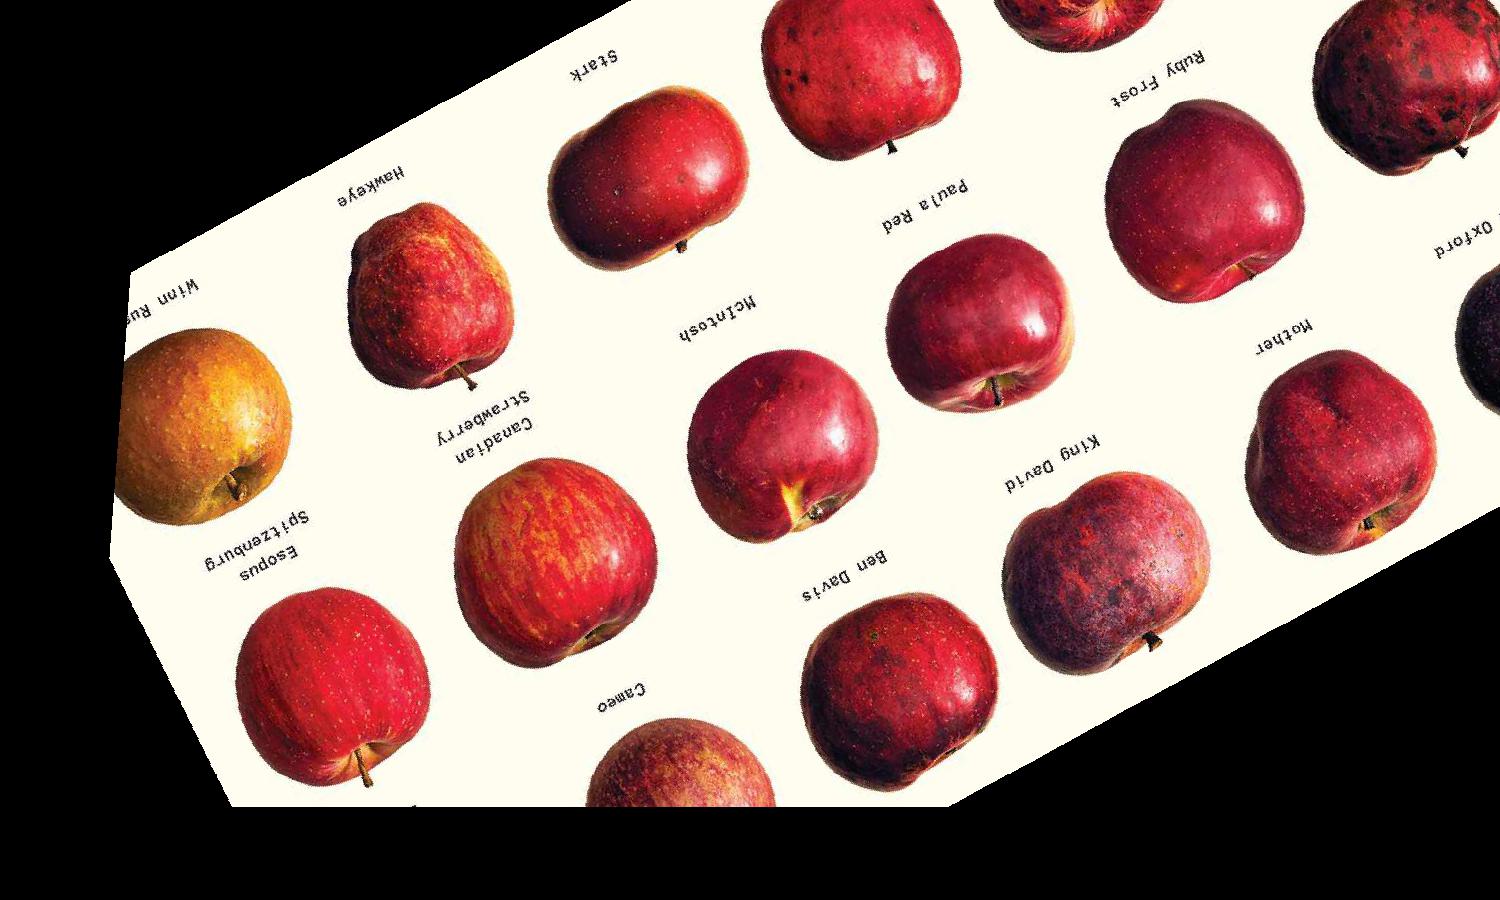 Oxford
Mother
King David
Ben Davis
Cameo
Ruby Frost
Paula Red
McIntosh
Canadian
Strawberry
Esopus
Spitzenburg
Stark
Hawkeye
Winn